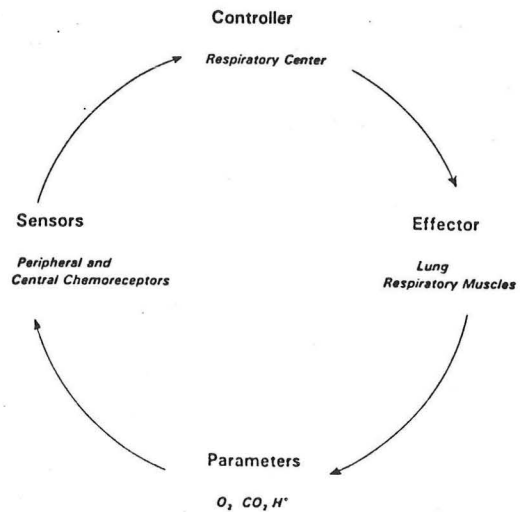 Controller
Respiratory Center
Sensors
Effector
Peripheral and
Central Chemoreceptors
Lung
Respiratory Muscles
Parameters
O₂ CO₂ H⁺